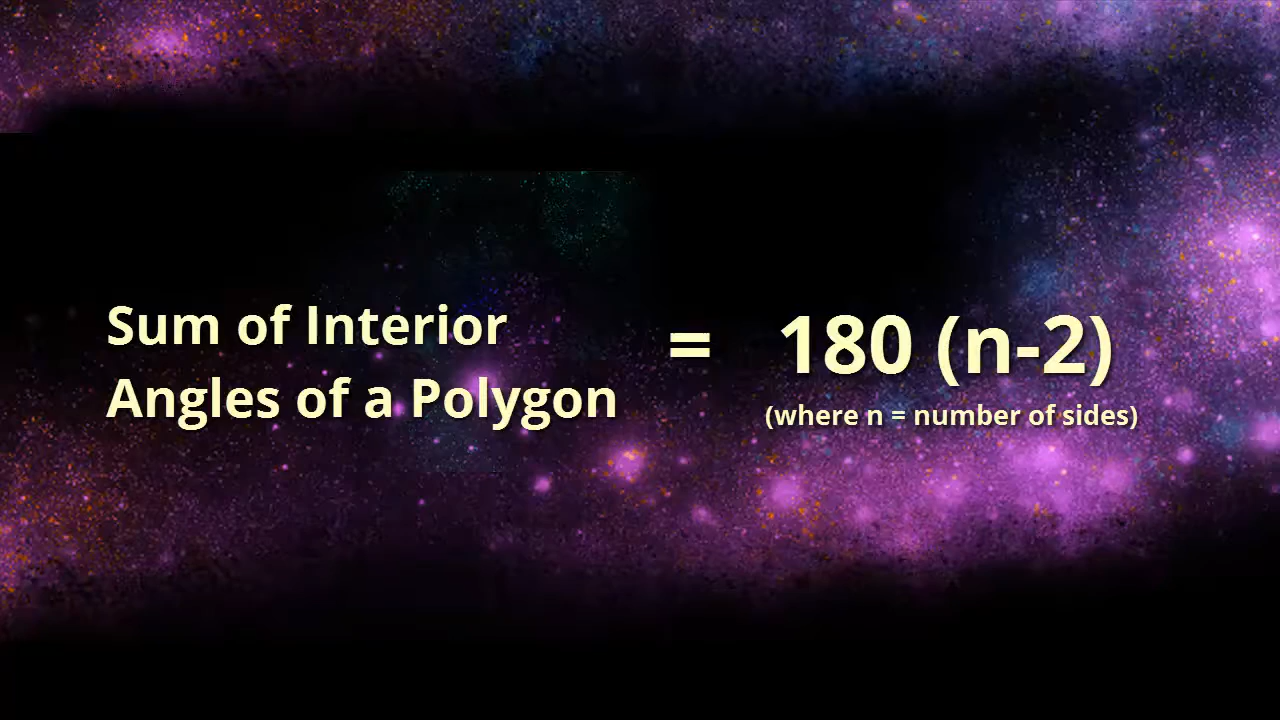 Sum of Interior
Angles of a Polygon
= 180 (n-2)
(where n = number of sides)